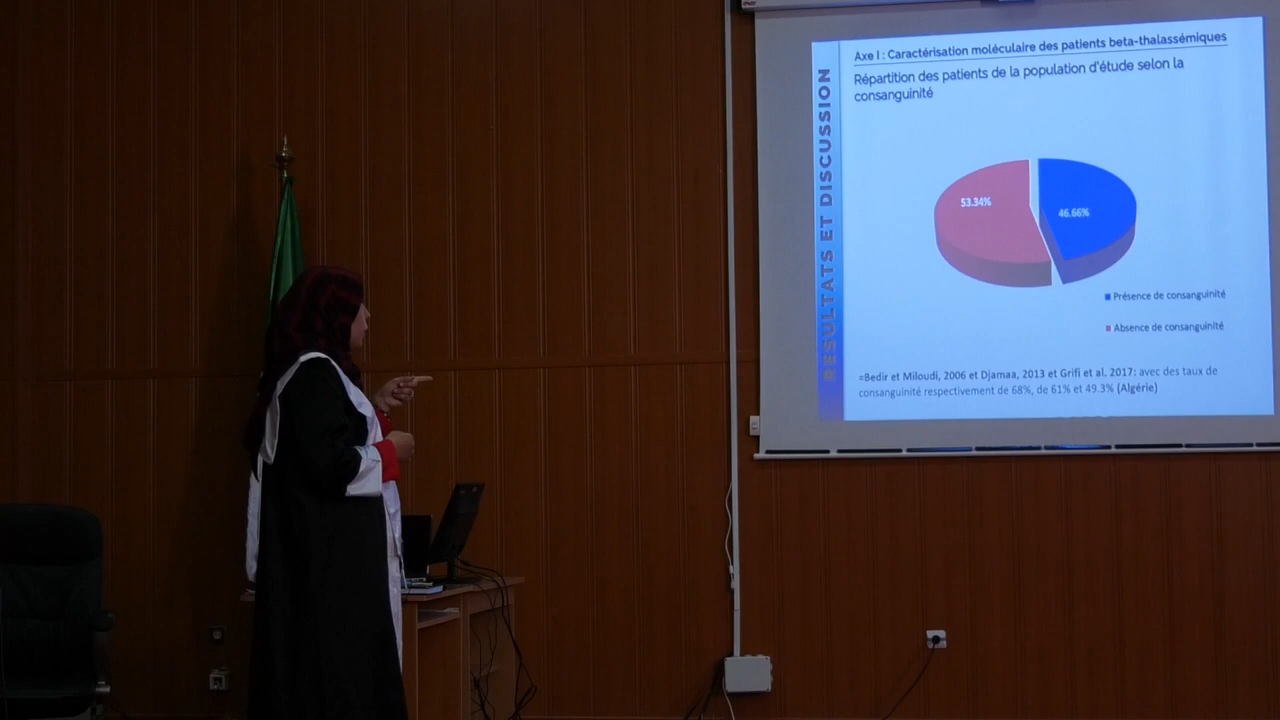 Axe I : Caractérisation moléculaire des patients beta-thalassémiques
Répartition des patients de la population d'étude selon la
consanguinité
RESULTATS ET DISCUSSION
53.34%
46.66%
Présence de consanguinité
Absence de consanguinité
=Bedir et Miloudi, 2006 et Djamaa, 2013 et Grifi et al. 2017: avec des taux de
consanguinité respectivement de 68%, de 61% et 49.3% (Algérie)